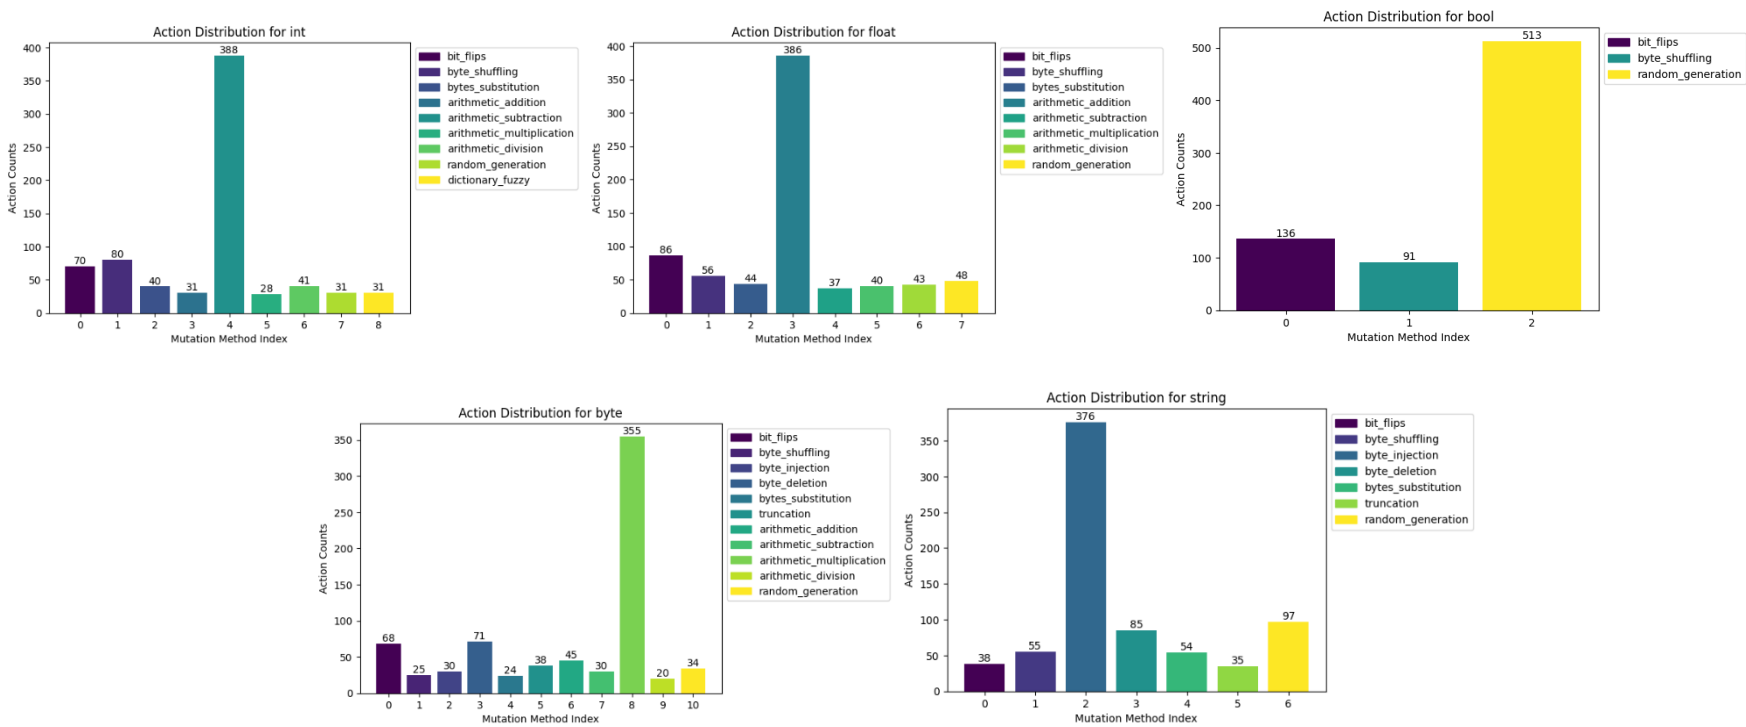 Action Distribution for int
400
350
300
250
200
150
100
50
0
Action Counts
70
80
40
31
388
28
41
31
31
0 1 2 3 4 5 6 7 8
Mutation Method Index
bit_flips
byte_shuffling
bytes_substitution
arithmetic_addition
arithmetic_subtraction
arithmetic_multiplication
arithmetic_division
random_generation
dictionary_fuzzy
Action Distribution for float
400
350
300
250
200
150
100
50
0
Action Counts
86
56
44
386
37
40
43
48
0 1 2 3 4 5 6 7
Mutation Method Index
bit_flips
byte_shuffling
bytes_substitution
arithmetic_addition
arithmetic_subtraction
arithmetic_multiplication
arithmetic_division
random_generation
Action Distribution for bool
500
400
300
200
100
0
Action Counts
136
91
513
0 1 2
Mutation Method Index
bit_flips
byte_shuffling
random_generation
Action Distribution for byte
350
300
250
200
150
100
50
0
Action Counts
68
25
30
71
24
38
45
30
355
20
34
0 1 2 3 4 5 6 7 8 9 10
Mutation Method Index
bit_flips
byte_shuffling
byte_injection
byte_deletion
bytes_substitution
truncation
arithmetic_addition
arithmetic_subtraction
arithmetic_multiplication
arithmetic_division
random_generation
Action Distribution for string
350
300
250
200
150
100
50
0
Action Counts
38
55
376
85
54
35
97
0 1 2 3 4 5 6
Mutation Method Index
bit_flips
byte_shuffling
byte_injection
byte_deletion
bytes_substitution
truncation
random_generation